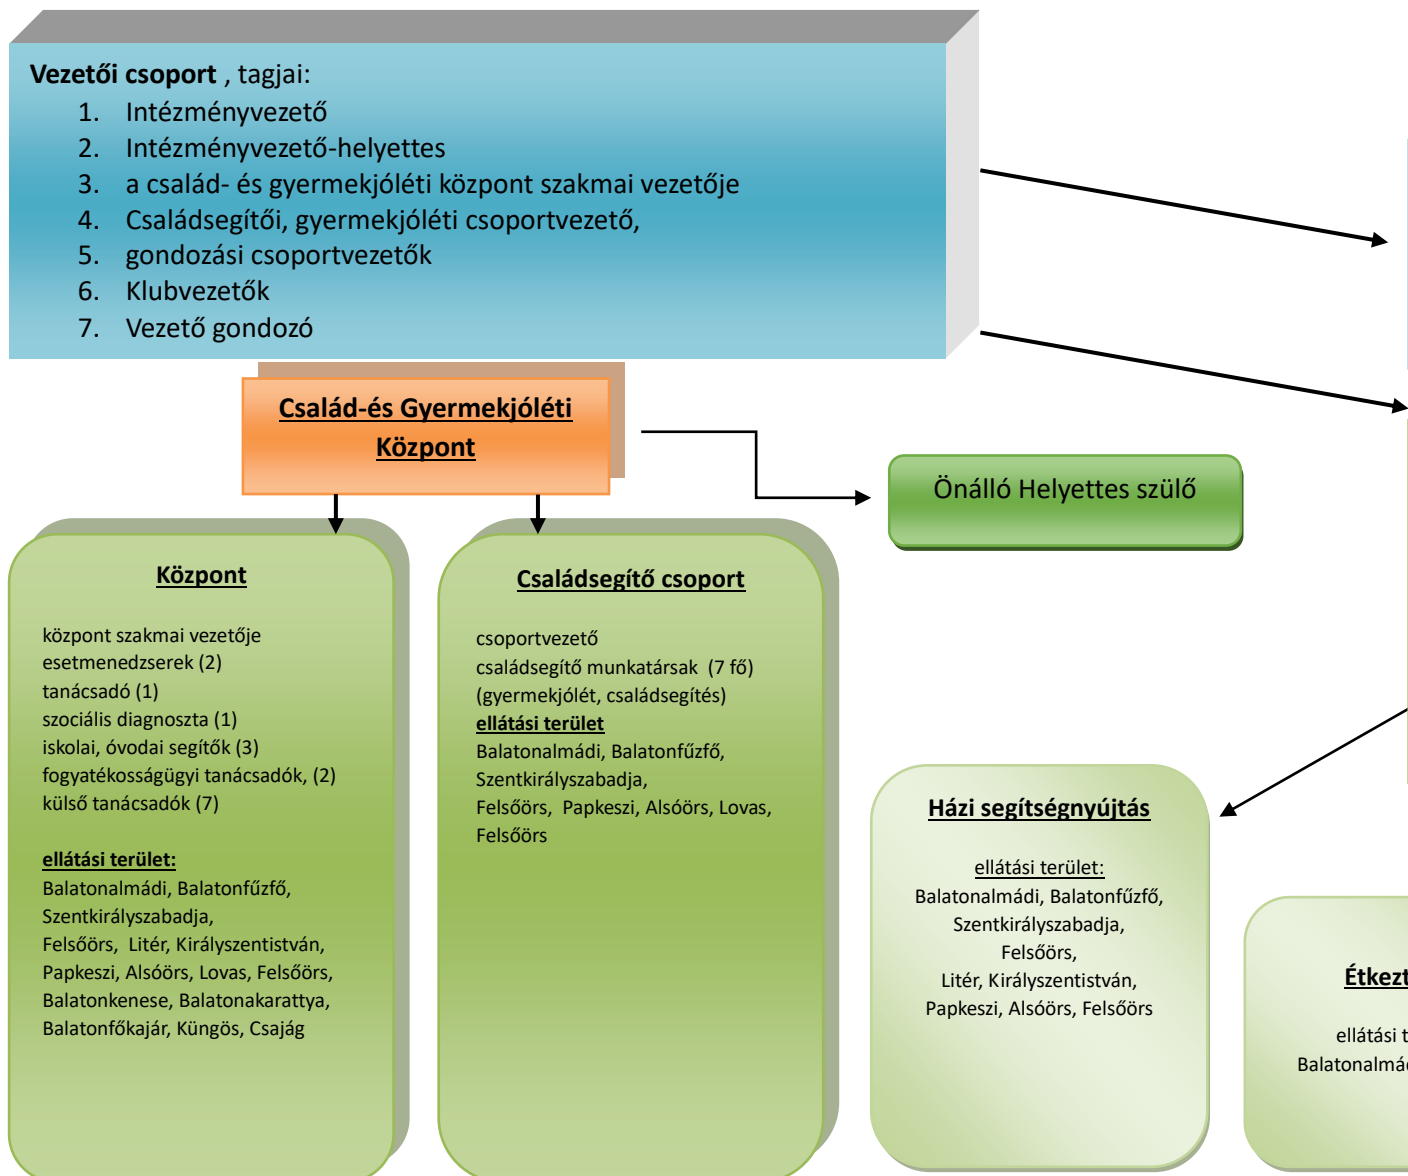 Vezetői csoport , tagjai:
1. Intézményvezető
2. Intézményvezető-helyettes
3. a család- és gyermekjóléti központ szakmai vezetője
4. Családsegítői, gyermekjóléti csoportvezető,
5. gondozási csoportvezetők
6. Klubvezetők
7. Vezető gondozó
Család-és Gyermekjóléti
Központ
Önálló Helyettes szülő
Központ
központ szakmai vezetője
esetmenedzserek (2)
tanácsadó (1)
szociális diagnoszta (1)
iskolai, óvodai segítők (3)
fogyatékosságügyi tanácsadók, (2)
külső tanácsadók (7)
ellátási terület:
Balatonalmádi, Balatonfűzfő,
Szentkirályszabadja,
Felsőörs, Litér, Királyszentistván,
Papkeszi, Alsóörs, Lovas, Felsőörs,
Balatonkenese, Balatonakarattya,
Balatonfőkajár, Küngös, Csajág
Családsegítő csoport
csoportvezető
családsegítő munkatársak (7 fő)
(gyermekjólét, családsegítés)
ellátási terület
Balatonalmádi, Balatonfűzfő,
Szentkirályszabadja,
Felsőörs, Papkeszi, Alsóörs, Lovas,
Felsőörs
Házi segítségnyújtás
ellátási terület:
Balatonalmádi, Balatonfűzfő,
Szentkirályszabadja,
Felsőörs,
Litér, Királyszentistván,
Papkeszi, Alsóörs, Felsőörs
Étkezt
ellátási t
Balatonalmád